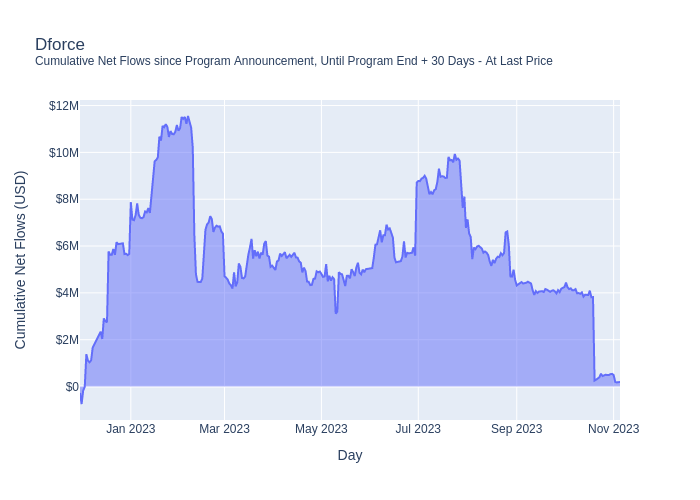 Dforce
Cumulative Net Flows since Program Announcement, Until Program End + 30 Days - At Last Price
Cumulative Net Flows (USD)
$12M
$10M
$8M
$6M
$4M
$2M
$0
Jan 2023
Mar 2023
May 2023
Jul 2023
Sep 2023
Nov 2023
Day